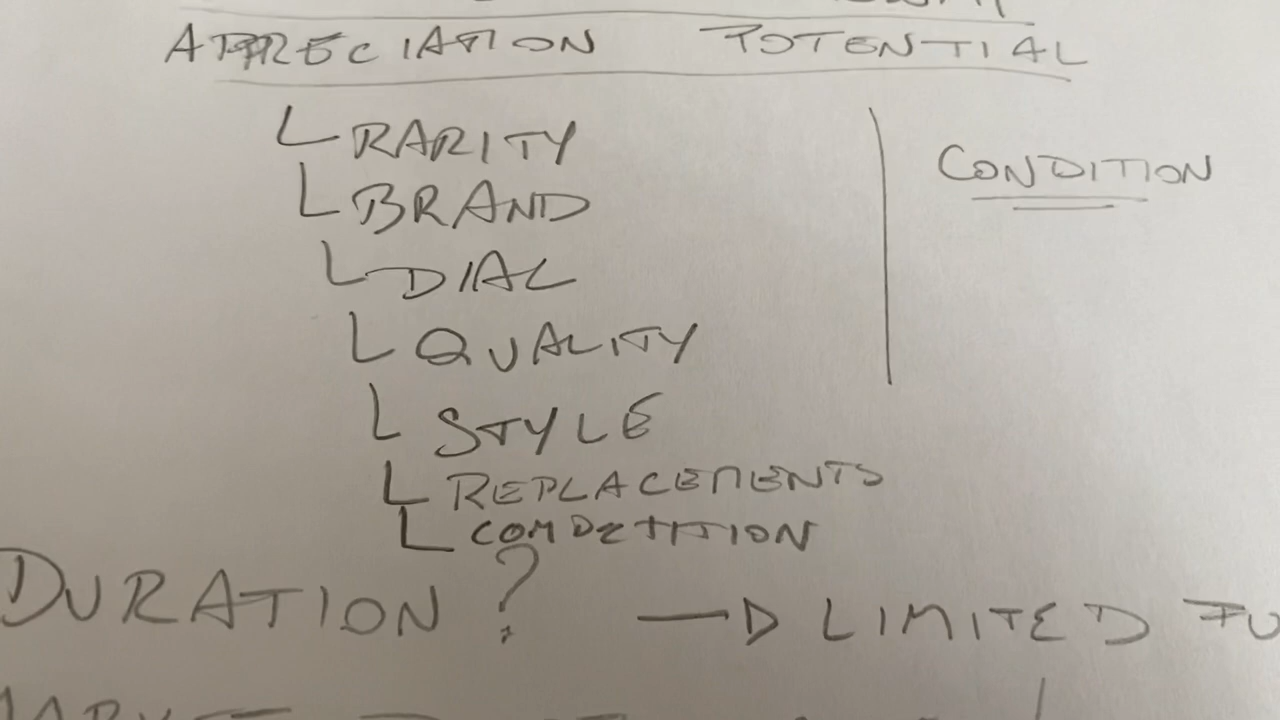 APPRECIATION POTENTIAL
RARITY
BRAND
DIAL
QUALITY
STYLE
REPLACEMENTS
COMPETITION
CONDITION
DURATION? → LIMITED